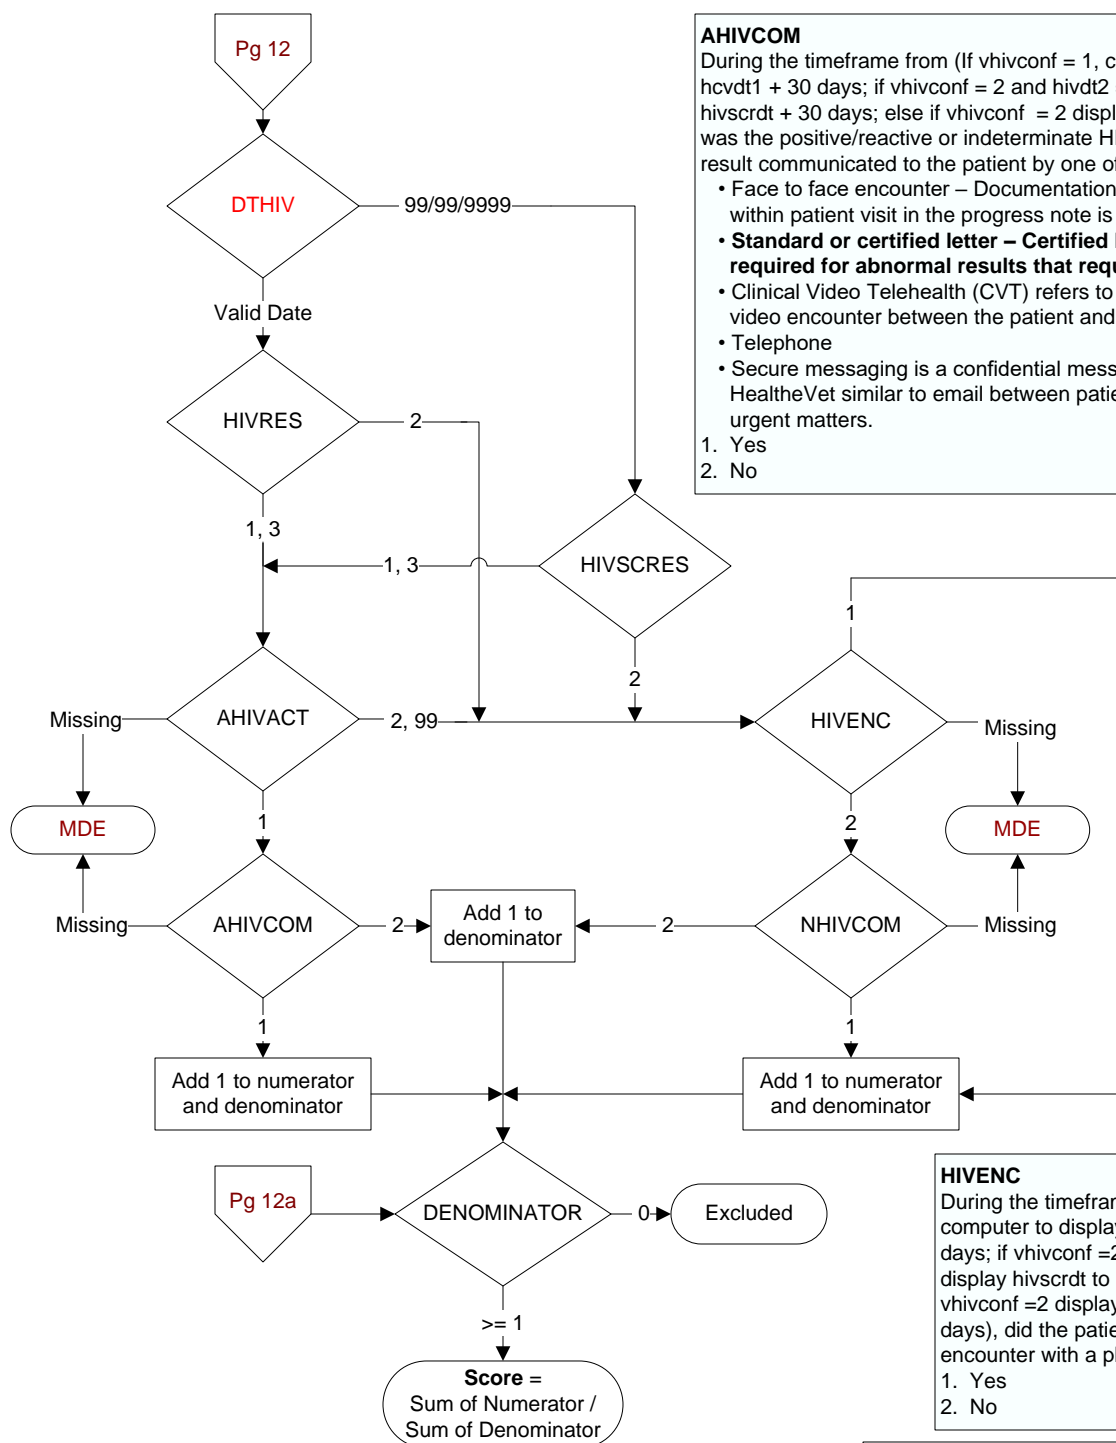 Pg 12
AHIVCOM
During the timeframe from (If vhivconf = 1, c
hcvdt1 + 30 days; if vhivconf = 2 and hivdt2
hivscrdt + 30 days; else if vhivconf = 2 displ
was the positive/reactive or indeterminate HI
result communicated to the patient by one of
• Face to face encounter – Documentation
within patient visit in the progress note is
• Standard or certified letter – Certified
required for abnormal results that requ
• Clinical Video Telehealth (CVT) refers to
video encounter between the patient and
• Telephone
• Secure messaging is a confidential mess
HealtheVet similar to email between patie
urgent matters.
1. Yes
2. No
DTHIV
99/99/9999
Valid Date
HIVRES
2
1, 3
1, 3
HIVSCRES
1
2
Missing
AHIVACT
2, 99
HIVENC
Missing
MDE
1
2
MDE
Missing
AHIVCOM
2
Add 1 to
denominator
2
NHIVCOM
Missing
1
1
Add 1 to numerator
and denominator
Add 1 to numerator
and denominator
Pg 12a
DENOMINATOR
0
Excluded
>= 1
Score =
Sum of Numerator /
Sum of Denominator
HIVENC
During the timefram
computer to display
days; if vhivconf =2
display hivscrdt to
vhivconf =2 display
days), did the patie
encounter with a pl
1. Yes
2. No